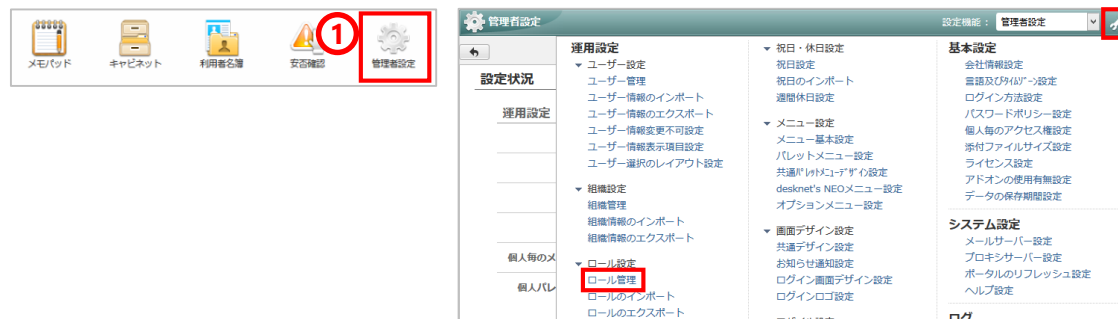 メモパッド
キャビネット
利用者名簿
安否確認
①
管理者設定
管理者設定
設定機能： 管理者設定
設定状況
運用設定
個人毎のメ
個人パレ
運用設定
ユーザー設定
ユーザー管理
ユーザー情報のインポート
ユーザー情報のエクスポート
ユーザー情報変更不可設定
ユーザー情報表示項目設定
ユーザー選択のレイアウト設定
組織設定
組織管理
組織情報のインポート
組織情報のエクスポート
ロール設定
ロール管理
ロールのインポート
ロールのエクスポート
祝日・休日設定
祝日設定
祝日のインポート
週間休日設定
メニュー設定
メニュー基本設定
パレットメニュー設定
共通ﾊﾟﾚｯﾄﾒﾆｭｰﾃﾞｻﾞｲﾝ設定
desknet's NEOメニュー設定
オプションメニュー設定
画面デザイン設定
共通デザイン設定
お知らせ通知設定
ログイン画面デザイン設定
ログインロゴ設定
基本設定
会社情報設定
言語及びﾀｲﾑｿﾞｰﾝ設定
ログイン方法設定
パスワードポリシー設定
個人毎のアクセス権設定
添付ファイルサイズ設定
ライセンス設定
アドオンの使用有無設定
データの保存期間設定
システム設定
メールサーバー設定
プロキシサーバー設定
ポータルのリフレッシュ設定
ヘルプ設定
ログ